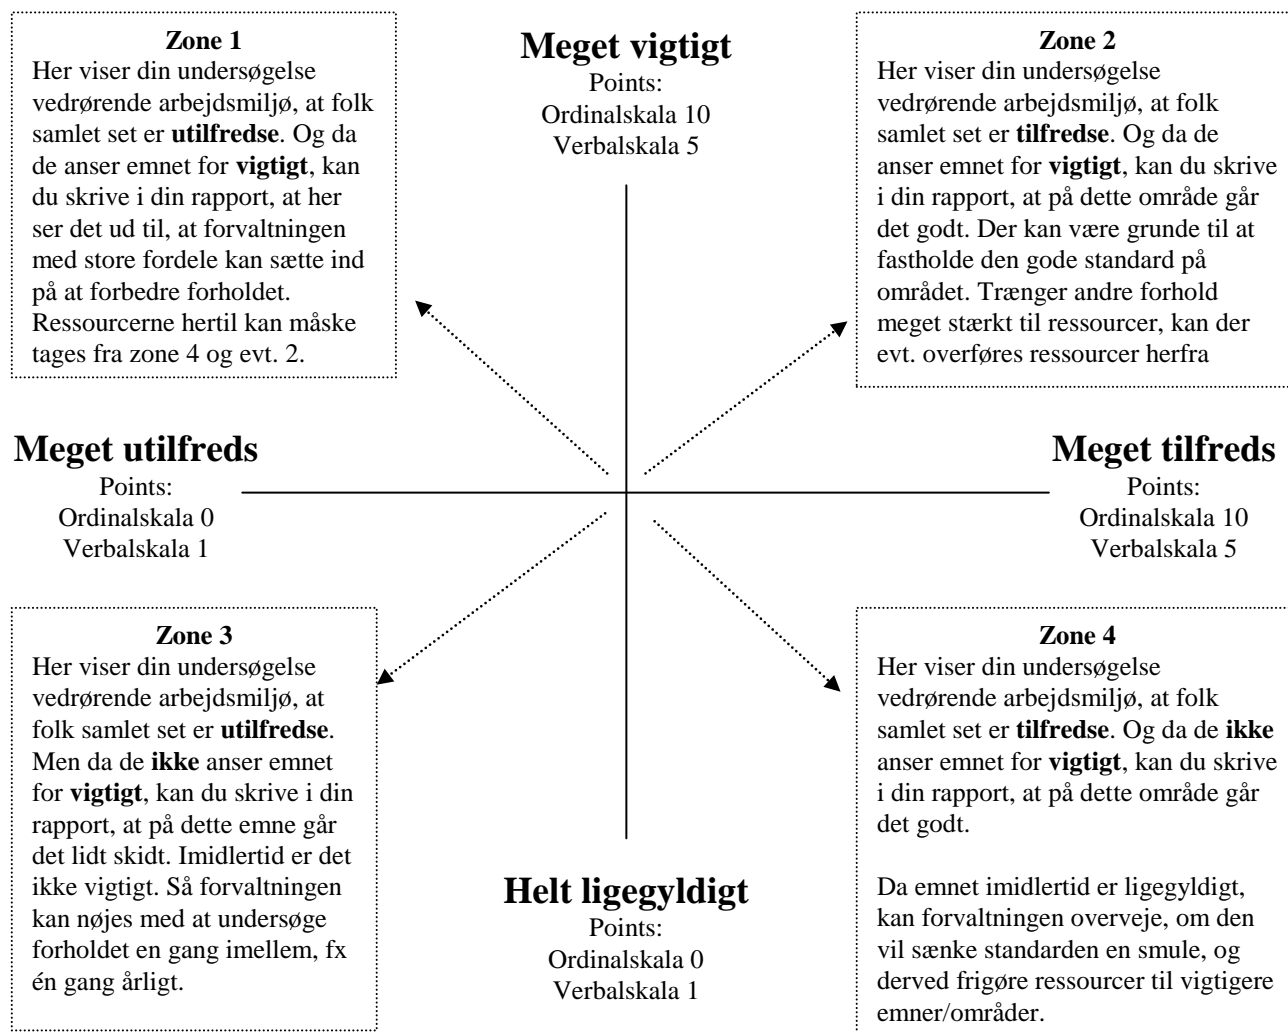 Zone 1
Her viser din undersøgelse
vedrørende arbejdsmiljø, at folk
samlet set er utilfredse. Og da
de anser emnet for vigtigt, kan
du skrive i din rapport, at her
ser det ud til, at forvaltningen
med store fordele kan sætte ind
på at forbedre forholdet.
Ressourcerne hertil kan måske
tages fra zone 4 og evt. 2.
Meget vigtigt
Points:
Ordinalskala 10
Verbalskala 5
Zone 2
Her viser din undersøgelse
vedrørende arbejdsmiljø, at folk
samlet set er tilfredse. Og da de
anser emnet for vigtigt, kan du skrive
i din rapport, at på dette område går
det godt. Der kan være grunde til at
fastholde den gode standard på
området. Trænger andre forhold
meget stærkt til ressourcer, kan der
evt. overføres ressourcer herfra
Meget utilfreds
Points:
Ordinalskala 0
Verbalskala 1
Meget tilfreds
Points:
Ordinalskala 10
Verbalskala 5
Zone 3
Her viser din undersøgelse
vedrørende arbejdsmiljø, at
folk samlet set er utilfredse.
Men da de ikke anser emnet
for vigtigt, kan du skrive i din
rapport, at på dette emne går
det lidt skidt. Imidlertid er det
ikke vigtigt. Så forvaltningen
kan nøjes med at undersøge
forholdet en gang imellem, fx
én gang årligt.
Helt ligegyldigt
Points:
Ordinalskala 0
Verbalskala 1
Zone 4
Her viser din undersøgelse
vedrørende arbejdsmiljø, at folk
samlet set er tilfredse. Og da de ikke
anser emnet for vigtigt, kan du skrive
i din rapport, at på dette område går
det godt.
Da emnet imidlertid er ligegyldigt,
kan forvaltningen overveje, om den
vil sænke standarden en smule, og
derved frigøre ressourcer til vigtigere
emner/områder.